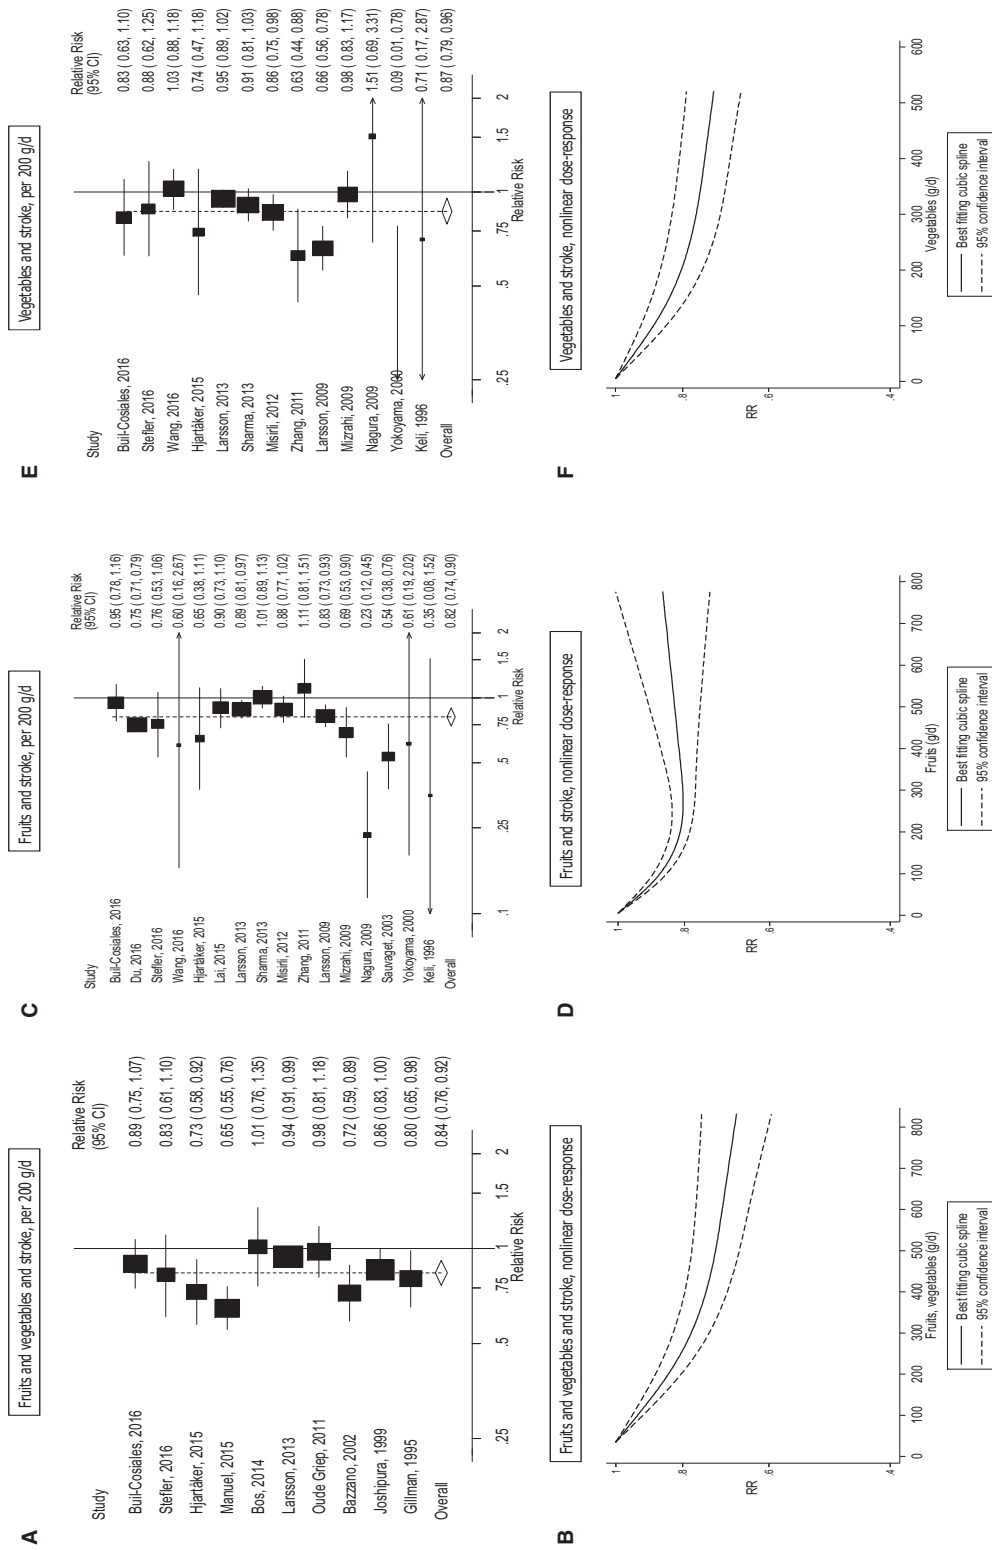 A
Fruits and vegetables and stroke, per 200 g/d
Study
Relative Risk
(95% CI)
Buil-Cosiales, 2016 0.89 ( 0.75, 1.07)
Stefler, 2016 0.83 ( 0.61, 1.10)
Hjartåker, 2015 0.73 ( 0.58, 0.92)
Manuel, 2015 0.65 ( 0.55, 0.76)
Bos, 2014 1.01 ( 0.76, 1.35)
Larsson, 2013 0.94 ( 0.91, 0.99)
Oude Griep, 2011 0.98 ( 0.81, 1.18)
Bazzano, 2002 0.72 ( 0.59, 0.89)
Joshipura, 1999 0.86 ( 0.83, 1.00)
Gillman, 1995 0.80 ( 0.65, 0.98)
Overall 0.84 ( 0.76, 0.92)
.25 .5 .75 1 1.5 2
Relative Risk
B
Fruits and vegetables and stroke, nonlinear dose-response
1
.8
.6
.4
RR
0 100 200 300 400 500 600 700 800
Fruits, vegetables (g/d)
Best fitting cubic spline
95% confidence interval
C
Fruits and stroke, per 200 g/d
Study
Relative Risk
(95% CI)
Buil-Cosiales, 2016 0.95 ( 0.78, 1.16)
Du, 2016 0.75 ( 0.71, 0.79)
Stefler, 2016 0.76 ( 0.53, 1.06)
Wang, 2016 0.60 ( 0.16, 2.67)
Hjartåker, 2015 0.65 ( 0.38, 1.11)
Lai, 2015 0.90 ( 0.73, 1.10)
Larsson, 2013 0.89 ( 0.81, 0.97)
Sharma, 2013 1.01 ( 0.89, 1.13)
Misirli, 2012 0.88 ( 0.77, 1.02)
Zhang, 2011 1.11 ( 0.81, 1.51)
Larsson, 2009 0.83 ( 0.73, 0.93)
Mizrahi, 2009 0.69 ( 0.53, 0.90)
Nagura, 2009 0.23 ( 0.12, 0.45)
Sauvaget, 2003 0.54 ( 0.38, 0.76)
Yokoyama, 2000 0.61 ( 0.19, 2.02)
Keli, 1996 0.35 ( 0.08, 1.52)
Overall 0.82 ( 0.74, 0.90)
.1 .25 .5 .75 1 1.5 2
Relative Risk
D
Fruits and stroke, nonlinear dose-response
1
.8
.6
.4
RR
0 100 200 300 400 500 600 700 800
Fruits (g/d)
Best fitting cubic spline
95% confidence interval
E
Vegetables and stroke, per 200 g/d
Study
Relative Risk
(95% CI)
Buil-Cosiales, 2016 0.83 ( 0.63, 1.10)
Stefler, 2016 0.88 ( 0.62, 1.25)
Wang, 2016 1.03 ( 0.88, 1.18)
Hjartåker, 2015 0.74 ( 0.47, 1.18)
Larsson, 2013 0.95 ( 0.89, 1.02)
Sharma, 2013 0.91 ( 0.81, 1.03)
Misirli, 2012 0.86 ( 0.75, 0.98)
Zhang, 2011 0.63 ( 0.44, 0.88)
Larsson, 2009 0.66 ( 0.56, 0.78)
Mizrahi, 2009 0.98 ( 0.83, 1.17)
Nagura, 2009 1.51 ( 0.69, 3.31)
Yokoyama, 2000 0.09 ( 0.01, 0.78)
Keli, 1996 0.71 ( 0.17, 2.87)
Overall 0.87 ( 0.79, 0.96)
.25 .5 .75 1 1.5 2
Relative Risk
F
Vegetables and stroke, nonlinear dose-response
1
.8
.6
.4
RR
0 100 200 300 400 500 600
Vegetables (g/d)
Best fitting cubic spline
95% confidence interval